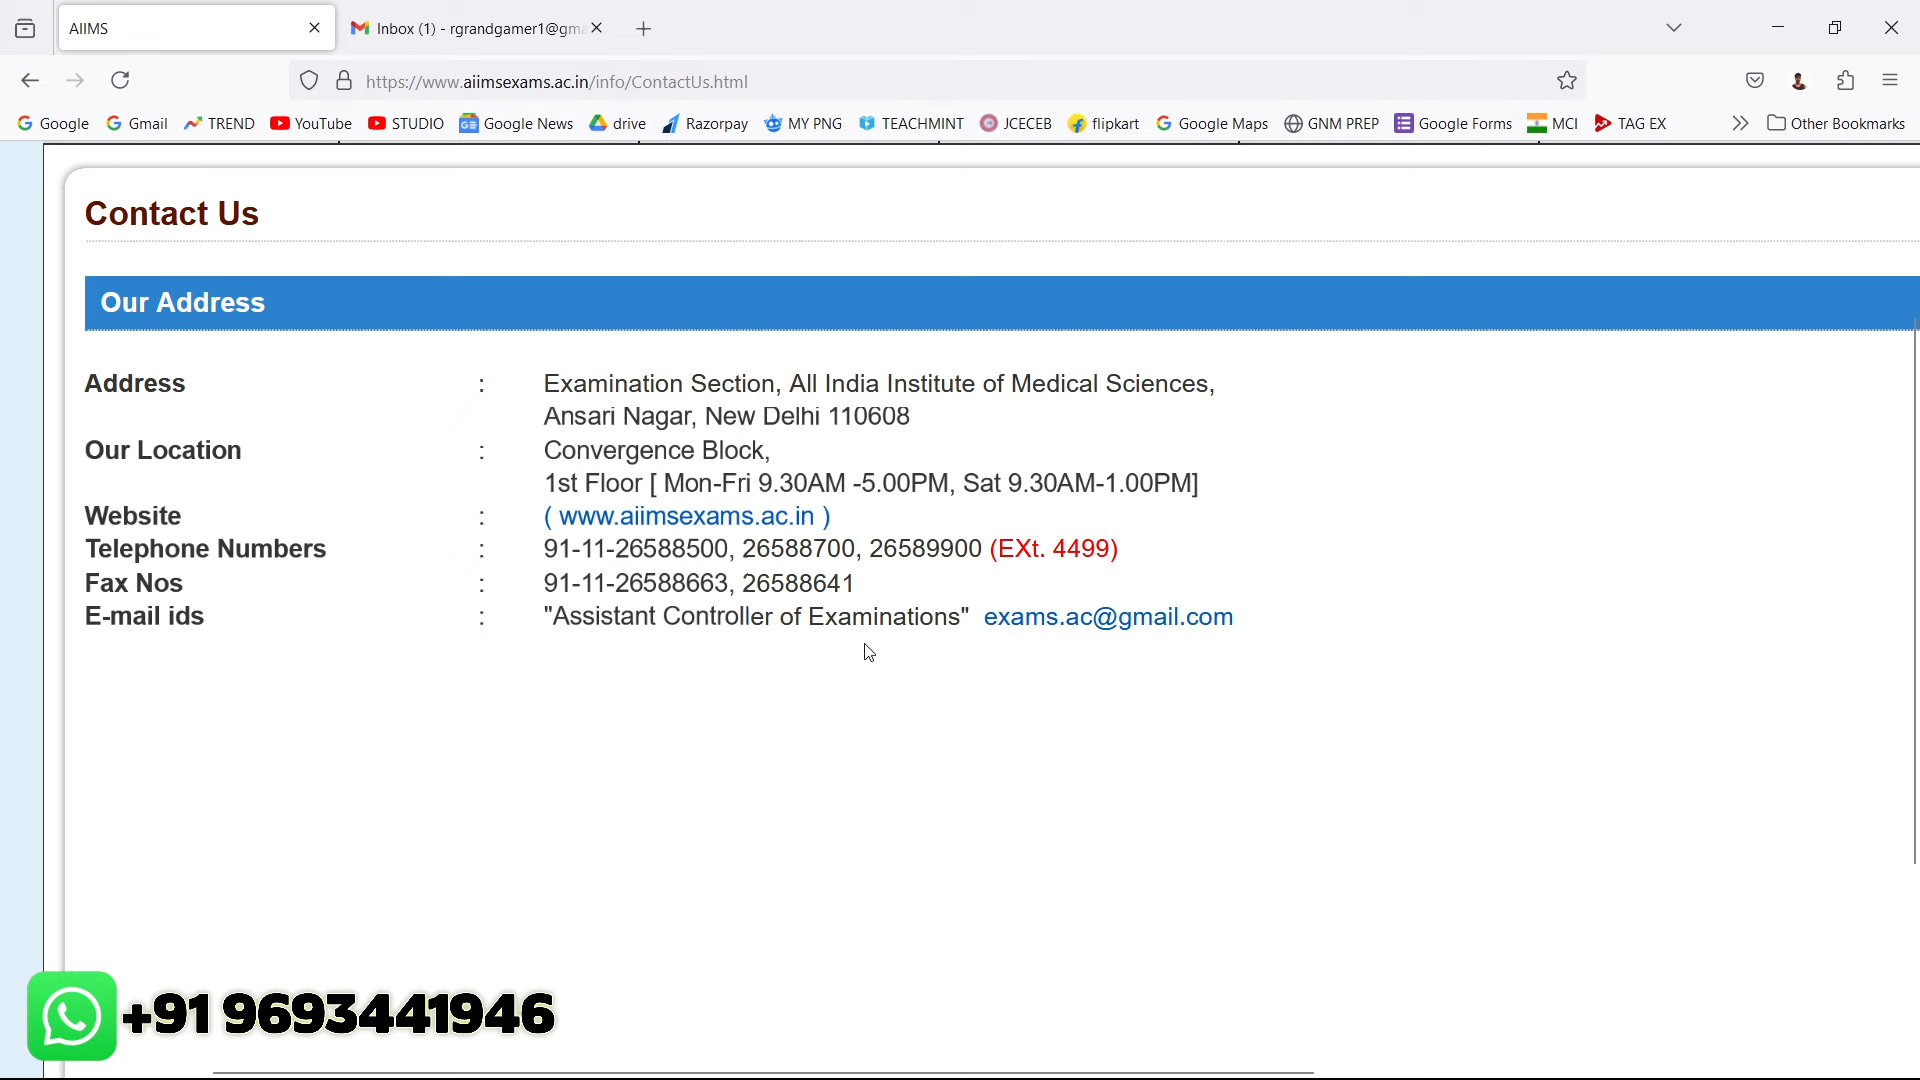 AIIMS
Inbox (1) - rgrandgamer1@gm
https://www.aiimsexams.ac.in/info/ContactUs.html
Google Gmail TREND YouTube STUDIO Google News drive Razorpay MY PNG TEACHMINT JCECEB flipkart Google Maps GNM PREP Google Forms MCI TAG EX Other Bookmarks
Contact Us
Our Address
Address : Examination Section, All India Institute of Medical Sciences,
Ansari Nagar, New Delhi 110608
Our Location : Convergence Block,
1st Floor [ Mon-Fri 9.30AM -5.00PM, Sat 9.30AM-1.00PM]
Website : ( www.aiimsexams.ac.in )
Telephone Numbers : 91-11-26588500, 26588700, 26589900 (EXt. 4499)
Fax Nos : 91-11-26588663, 26588641
E-mail ids : "Assistant Controller of Examinations" exams.ac@gmail.com
+91 9693441946